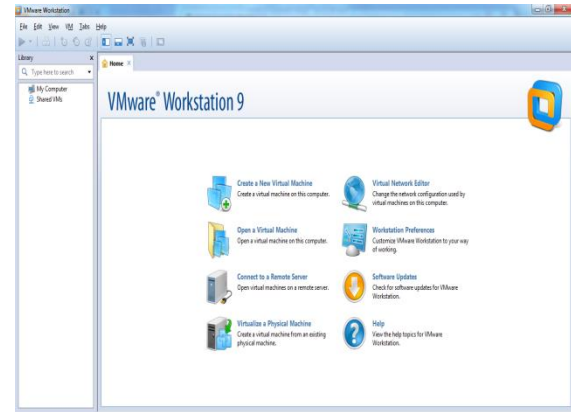 VMware Workstation
File Edit View VM Tabs Help
Library x
Home ×
Type here to search
My Computer
Shared VMs
VMware® Workstation 9
Create a New Virtual Machine
Create a virtual machine on this computer.
Open a Virtual Machine
Open a virtual machine on this computer.
Connect to a Remote Server
Open virtual machines on a remote server.
Virtualize a Physical Machine
Create a virtual machine from an existing
physical machine.
Virtual Network Editor
Change the network configuration used by
virtual machines on this computer.
Workstation Preferences
Customize VMware Workstation to your way
of working.
Software Updates
Check for software updates for VMware
Workstation.
Help
View the help topics for VMware
Workstation.